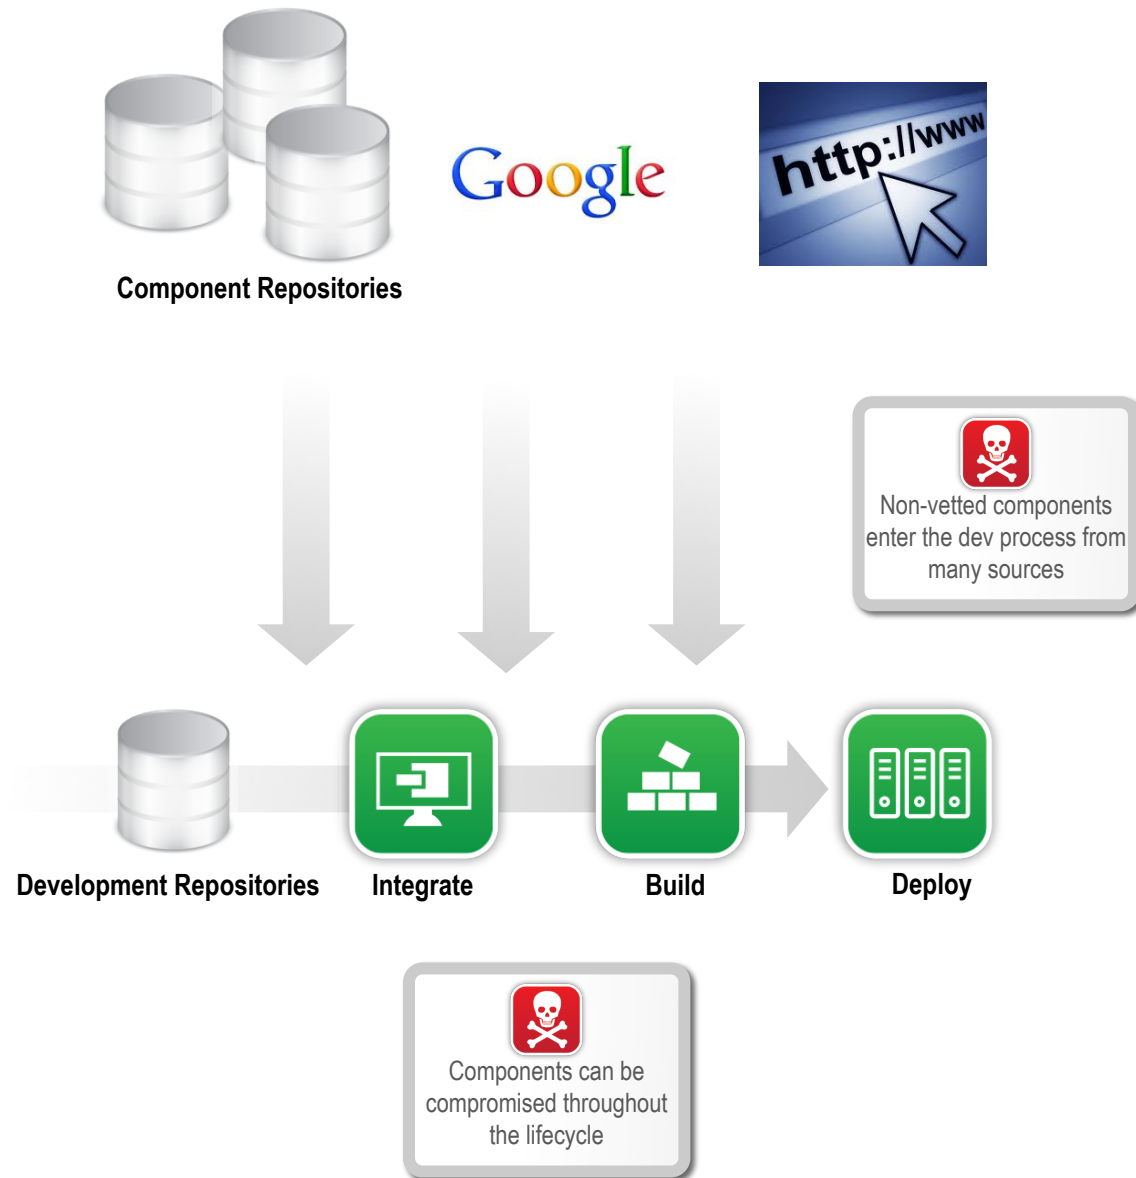 Google
http://www
Component Repositories
Non-vetted components
enter the dev process from
many sources
Development Repositories
Integrate
Build
Deploy
Components can be
compromised throughout
the lifecycle